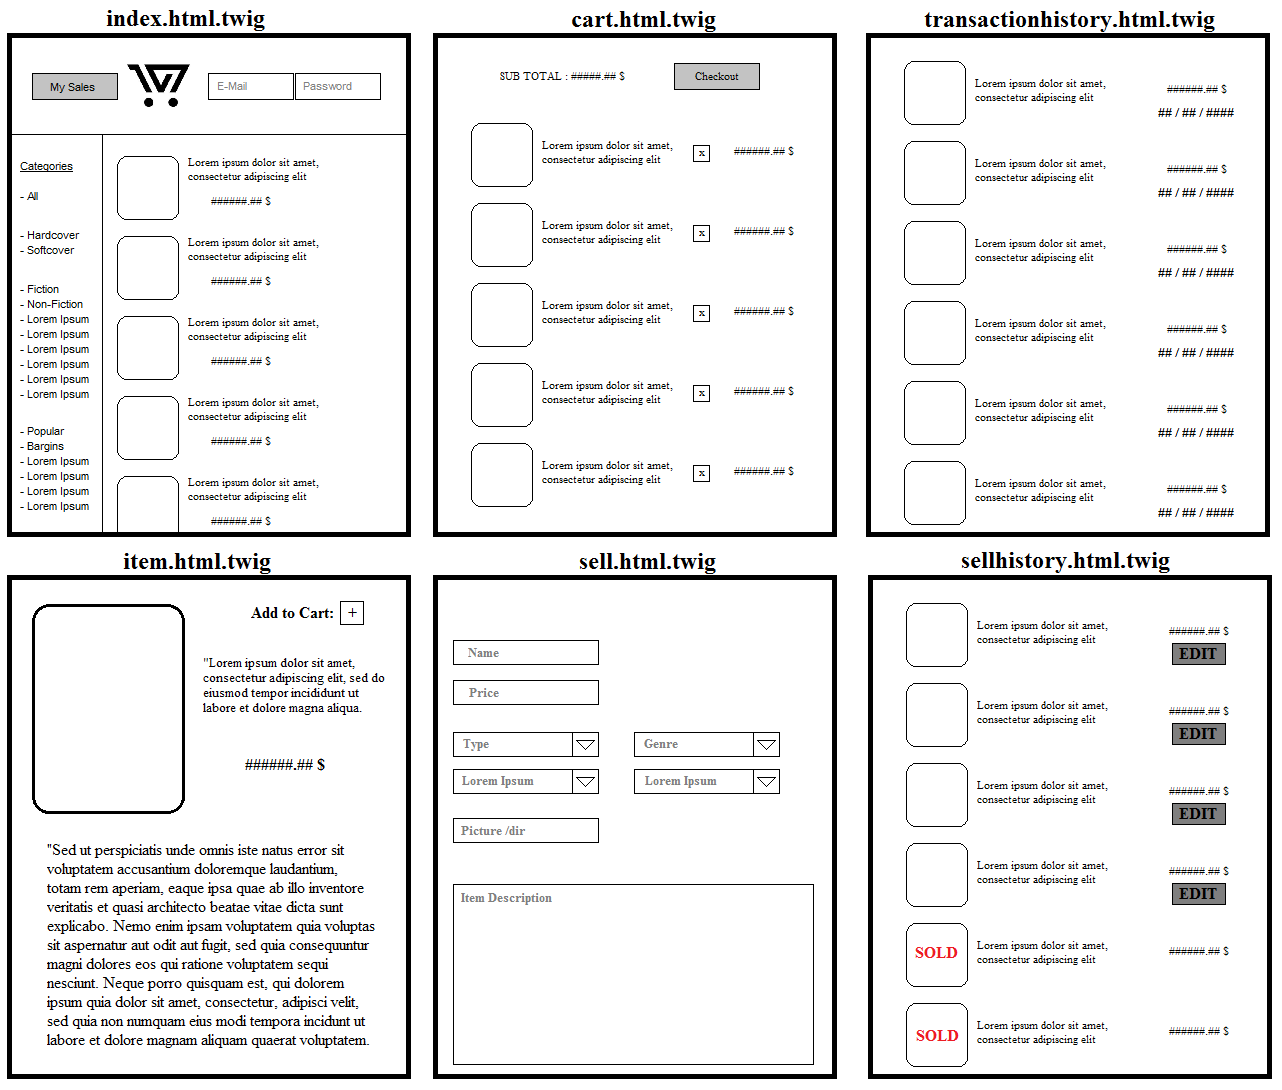 index.html.twig
My Sales
E-Mail
Password
Categories
- All
- Hardcover
- Softcover
- Fiction
- Non-Fiction
- Lorem Ipsum
- Lorem Ipsum
- Lorem Ipsum
- Lorem Ipsum
- Lorem Ipsum
- Lorem Ipsum
- Popular
- Bargins
- Lorem Ipsum
- Lorem Ipsum
- Lorem Ipsum
- Lorem Ipsum
Lorem ipsum dolor sit amet,
consectetur adipiscing elit
######.## $
Lorem ipsum dolor sit amet,
consectetur adipiscing elit
######.## $
Lorem ipsum dolor sit amet,
consectetur adipiscing elit
######.## $
Lorem ipsum dolor sit amet,
consectetur adipiscing elit
######.## $
Lorem ipsum dolor sit amet,
consectetur adipiscing elit
######.## $
cart.html.twig
SUB TOTAL : #####.## $
Checkout
Lorem ipsum dolor sit amet,
consectetur adipiscing elit
x
######.## $
Lorem ipsum dolor sit amet,
consectetur adipiscing elit
x
######.## $
Lorem ipsum dolor sit amet,
consectetur adipiscing elit
x
######.## $
Lorem ipsum dolor sit amet,
consectetur adipiscing elit
x
######.## $
Lorem ipsum dolor sit amet,
consectetur adipiscing elit
x
######.## $
transactionhistory.html.twig
Lorem ipsum dolor sit amet,
consectetur adipiscing elit
######.## $
## / ## / ####
Lorem ipsum dolor sit amet,
consectetur adipiscing elit
######.## $
## / ## / ####
Lorem ipsum dolor sit amet,
consectetur adipiscing elit
######.## $
## / ## / ####
Lorem ipsum dolor sit amet,
consectetur adipiscing elit
######.## $
## / ## / ####
Lorem ipsum dolor sit amet,
consectetur adipiscing elit
######.## $
## / ## / ####
Lorem ipsum dolor sit amet,
consectetur adipiscing elit
######.## $
## / ## / ####
item.html.twig
Add to Cart: +
"Lorem ipsum dolor sit amet,
consectetur adipiscing elit, sed do
eiusmod tempor incididunt ut
labore et dolore magna aliqua.
######.## $
"Sed ut perspiciatis unde omnis iste natus error sit
voluptatem accusantium doloremque laudantium,
totam rem aperiam, eaque ipsa quae ab illo inventore
veritatis et quasi architecto beatae vitae dicta sunt
explicabo. Nemo enim ipsam voluptatem quia voluptas
sit aspernatur aut odit aut fugit, sed quia consequuntur
magni dolores eos qui ratione voluptatem sequi
nesciunt. Neque porro quisquam est, qui dolorem
ipsum quia dolor sit amet, consectetur, adipisci velit,
sed quia non numquam eius modi tempora incidunt ut
labore et dolore magnam aliquam quaerat voluptatem.
sell.html.twig
Name
Price
Type
Genre
Lorem Ipsum
Lorem Ipsum
Picture /dir
Item Description
sellhistory.html.twig
Lorem ipsum dolor sit amet,
consectetur adipiscing elit
######.## $
EDIT
Lorem ipsum dolor sit amet,
consectetur adipiscing elit
######.## $
EDIT
Lorem ipsum dolor sit amet,
consectetur adipiscing elit
######.## $
EDIT
Lorem ipsum dolor sit amet,
consectetur adipiscing elit
######.## $
EDIT
SOLD
Lorem ipsum dolor sit amet,
consectetur adipiscing elit
######.## $
SOLD
Lorem ipsum dolor sit amet,
consectetur adipiscing elit
######.## $